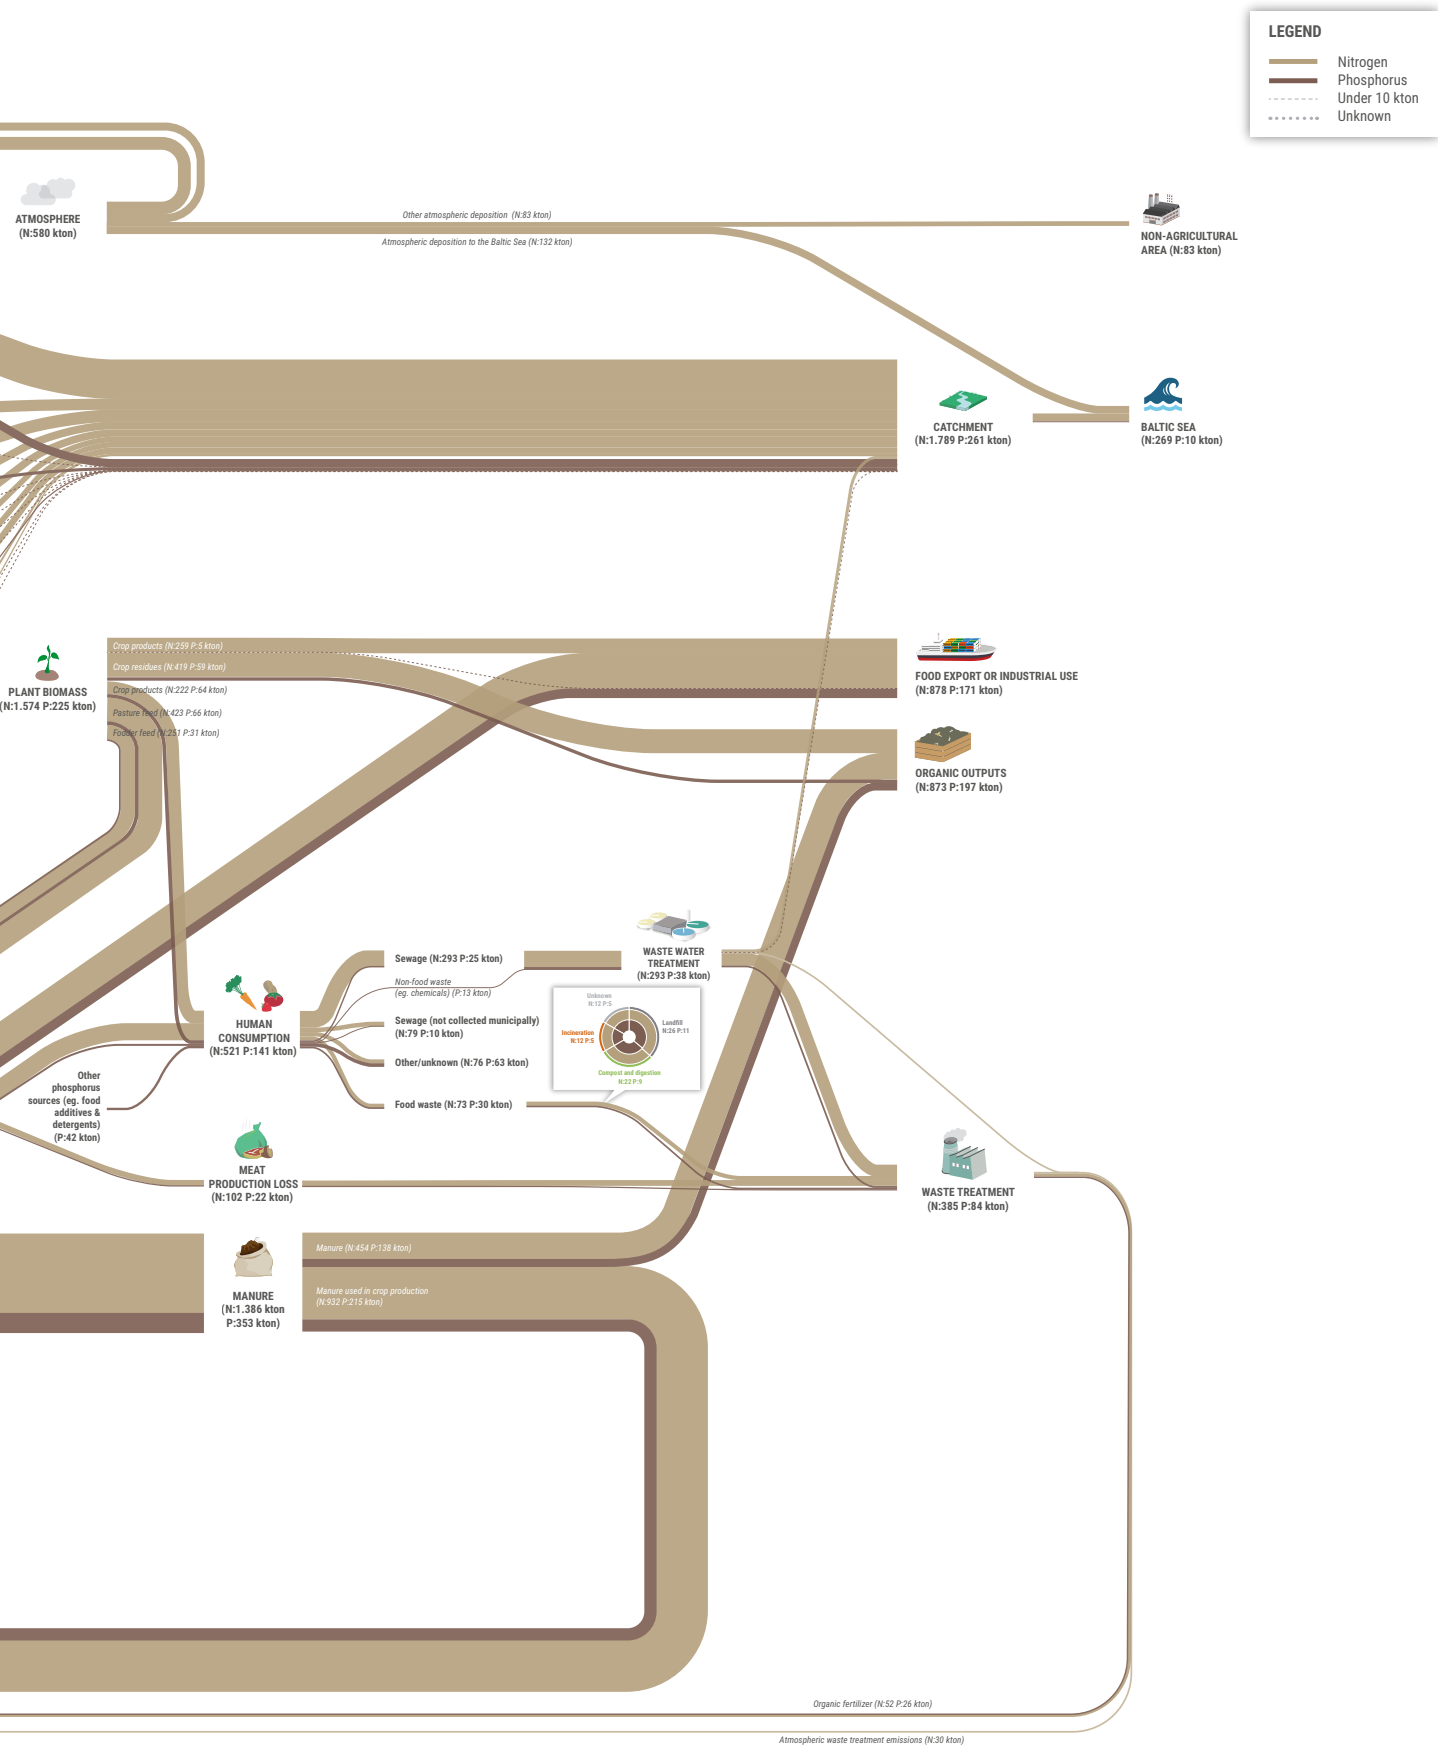 LEGEND
Nitrogen
Phosphorus
Under 10 kton
Unknown
ATMOSPHERE
(N:580 kton)
Other atmospheric deposition (N:83 kton)
Atmospheric deposition to the Baltic Sea (N:132 kton)
NON-AGRICULTURAL
AREA (N:83 kton)
CATCHMENT
(N:1.789 P:261 kton)
BALTIC SEA
(N:269 P:10 kton)
PLANT BIOMASS
(N:1.574 P:225 kton)
Crop products (N:259 P:5 kton)
Crop residues (N:419 P:59 kton)
Crop products (N:222 P:64 kton)
Pasture feed (N:423 P:66 kton)
Fodder feed (N:251 P:31 kton)
FOOD EXPORT OR INDUSTRIAL USE
(N:878 P:171 kton)
ORGANIC OUTPUTS
(N:873 P:197 kton)
HUMAN
CONSUMPTION
(N:521 P:141 kton)
Sewage (N:293 P:25 kton)
Non-food waste
(eg. chemicals) (P:13 kton)
Sewage (not collected municipally)
(N:79 P:10 kton)
Other/unknown (N:76 P:63 kton)
Food waste (N:73 P:30 kton)
WASTE WATER
TREATMENT
(N:293 P:38 kton)
Unknown
N:12 P:5
Landfill
N:26 P:11
Incineration
N:12 P:5
Compost and digestion
N:22 P:9
Other
phosphorus
sources (eg. food
additives &
detergents)
(P:42 kton)
MEAT
PRODUCTION LOSS
(N:102 P:22 kton)
WASTE TREATMENT
(N:385 P:84 kton)
MANURE
(N:1.386 kton
P:353 kton)
Manure (N:454 P:138 kton)
Manure used in crop production
(N:932 P:215 kton)
Organic fertilizer (N:52 P:26 kton)
Atmospheric waste treatment emissions (N:30 kton)